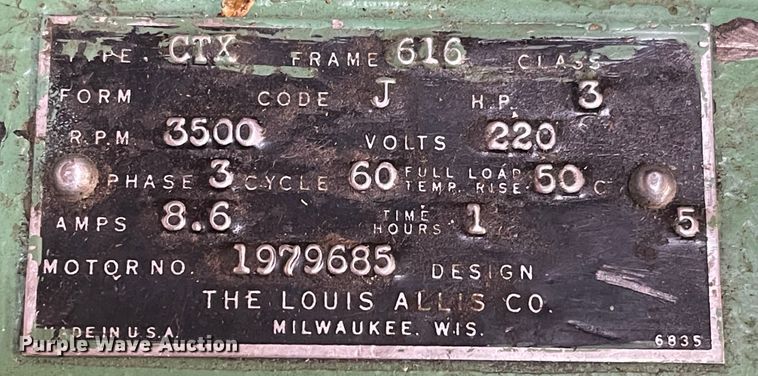 TYPE CTX FRAME 616 CLASS
FORM CODE J H.P. 3
R.P.M 3500 VOLTS 220
PHASE 3 CYCLE 60 FULL LOAD TEMP. RISE 50 C
AMPS 8.6 TIME HOURS 1 5
MOTOR NO. 1979685 DESIGN
THE LOUIS ALLIS CO.
MADE IN U.S.A. MILWAUKEE, WIS. 6835
Purple Wave Auction